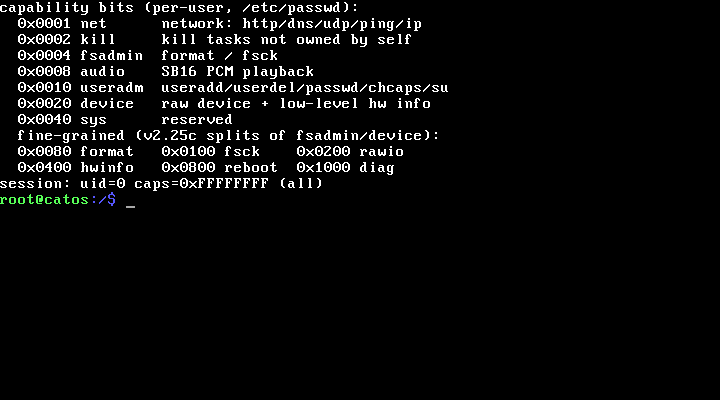 capability bits (per-user, /etc/passwd):
  0x0001 net      network: http/dns/udp/ping/ip
  0x0002 kill     kill tasks not owned by self
  0x0004 fsadmin  format / fsck
  0x0008 audio    SB16 PCM playback
  0x0010 useradm  useradd/userdel/passwd/chcaps/su
  0x0020 device   raw device + low-level hw info
  0x0040 sys      reserved
  fine-grained (v2.25c splits of fsadmin/device):
  0x0080 format   0x0100 fsck    0x0200 rawio
  0x0400 hwinfo   0x0800 reboot  0x1000 diag
session: uid=0 caps=0xFFFFFFFF (all)
root@catos:/$ _